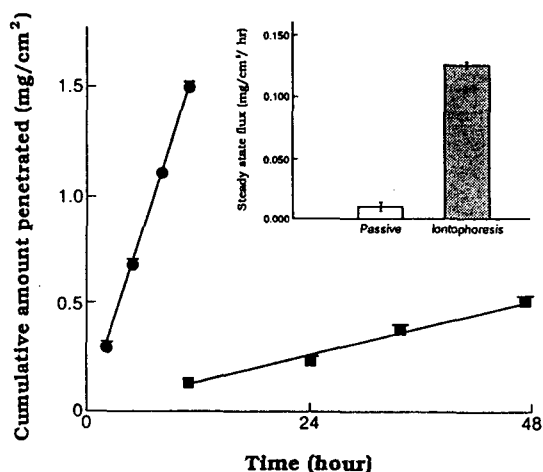 Cumulative amount penetrated (mg/cm²)
1.5
1.0
0.5
0
0
24
48
Time (hour)
Steady state flux (mg/cm²/ hr)
0.150
0.100
0.050
0.000
Passive
Iontophoresis